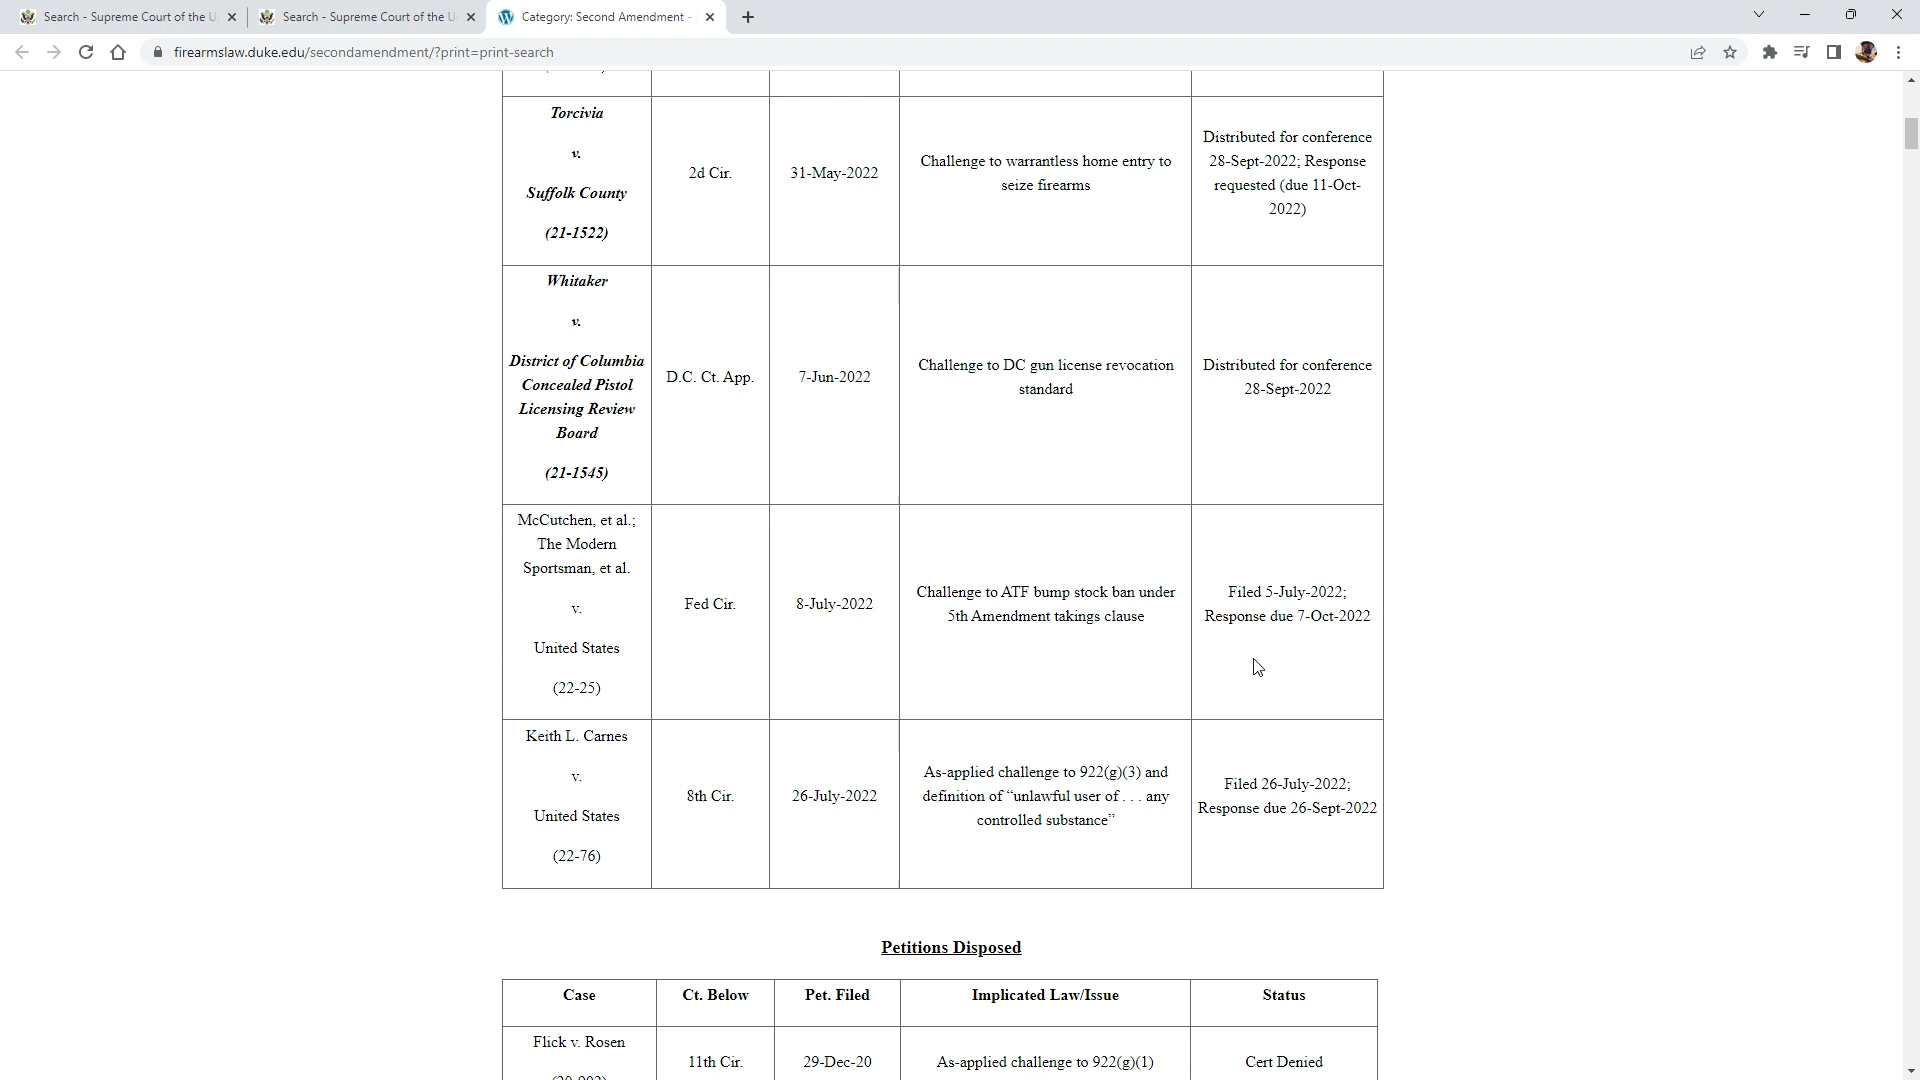 Search - Supreme Court of the U
Search - Supreme Court of the U
Category: Second Amendment -
firearmslaw.duke.edu/secondamendment/?print=print-search
Torcivia
v.
Suffolk County
(21-1522)
2d Cir.
31-May-2022
Challenge to warrantless home entry to
seize firearms
Distributed for conference
28-Sept-2022; Response
requested (due 11-Oct-
2022)
Whitaker
v.
District of Columbia
Concealed Pistol
Licensing Review
Board
(21-1545)
D.C. Ct. App.
7-Jun-2022
Challenge to DC gun license revocation
standard
Distributed for conference
28-Sept-2022
McCutchen, et al.;
The Modern
Sportsman, et al.
v.
United States
(22-25)
Fed Cir.
8-July-2022
Challenge to ATF bump stock ban under
5th Amendment takings clause
Filed 5-July-2022;
Response due 7-Oct-2022
Keith L. Carnes
v.
United States
(22-76)
8th Cir.
26-July-2022
As-applied challenge to 922(g)(3) and
definition of “unlawful user of . . . any
controlled substance”
Filed 26-July-2022;
Response due 26-Sept-2022
Petitions Disposed
Case
Ct. Below
Pet. Filed
Implicated Law/Issue
Status
Flick v. Rosen
11th Cir.
29-Dec-20
As-applied challenge to 922(g)(1)
Cert Denied